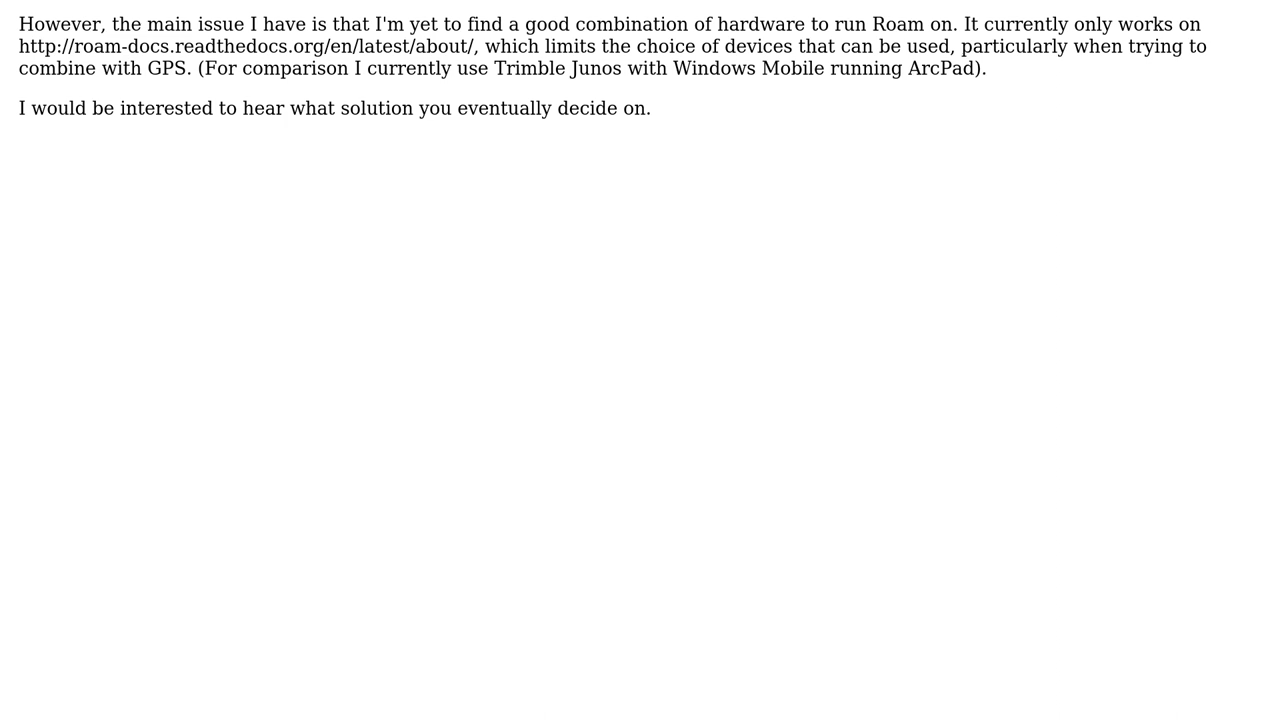 However, the main issue I have is that I'm yet to find a good combination of hardware to run Roam on. It currently only works on
http://roam-docs.readthedocs.org/en/latest/about/, which limits the choice of devices that can be used, particularly when trying to
combine with GPS. (For comparison I currently use Trimble Junos with Windows Mobile running ArcPad).
I would be interested to hear what solution you eventually decide on.